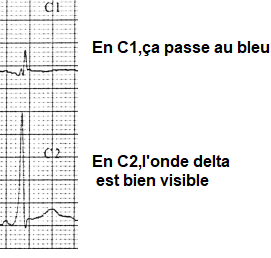 C1
En C1,ça passe au bleu
C2
En C2,l'onde delta
est bien visible